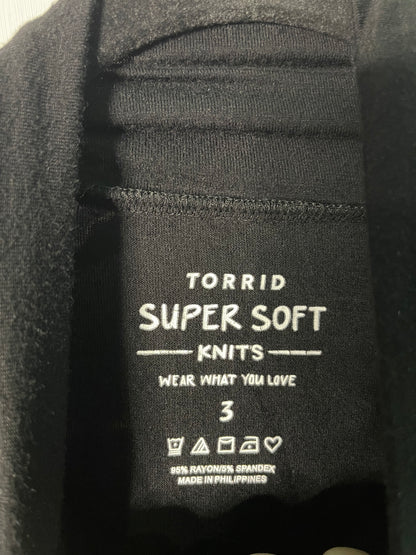 TORRID
SUPER SOFT
KNITS
WEAR WHAT YOU LOVE
3
95% RAYON/5% SPANDEX
MADE IN PHILIPPINES